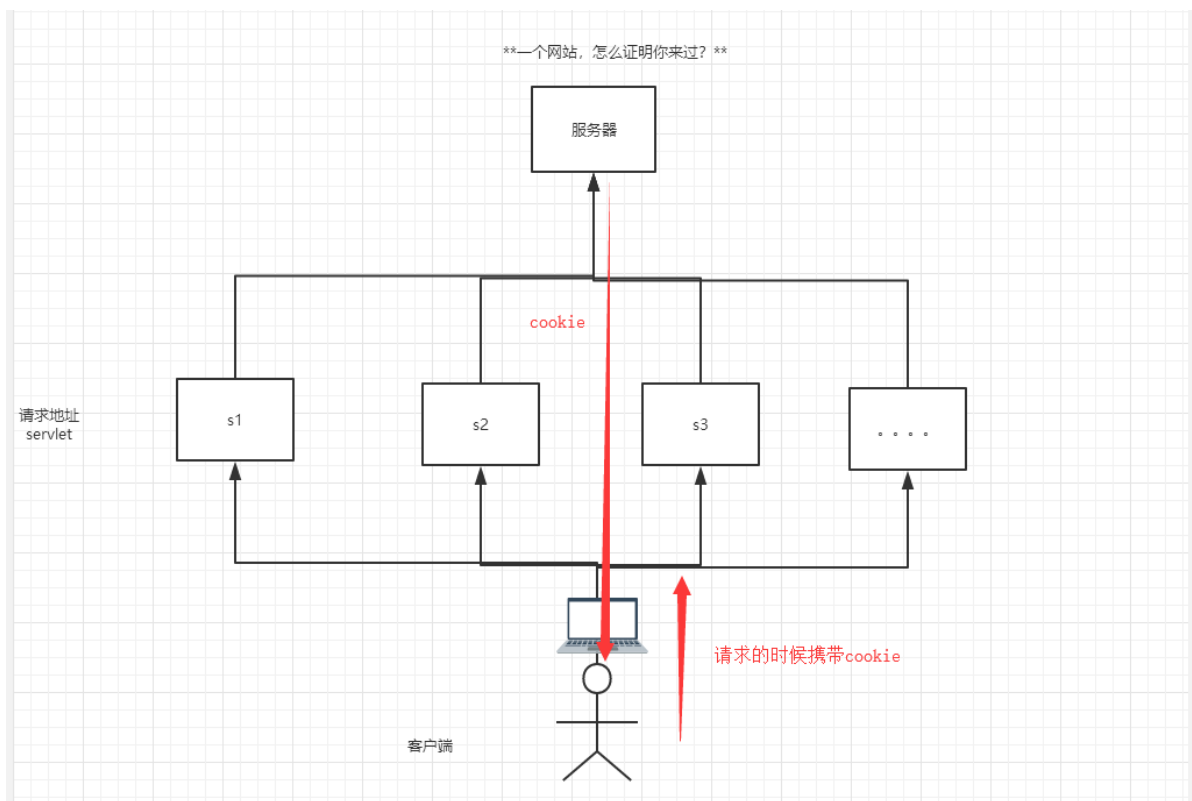 **一个网站，怎么证明你来过？**
服务器
cookie
请求地址
servlet
s1
s2
s3
。。。。
请求的时候携带cookie
客户端